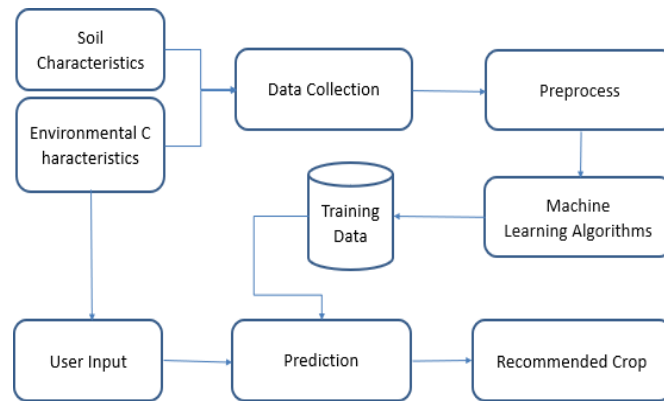 Soil
Characteristics
Data Collection
Preprocess
Environmental C
haracteristics
Training
Data
Machine
Learning Algorithms
User Input
Prediction
Recommended Crop